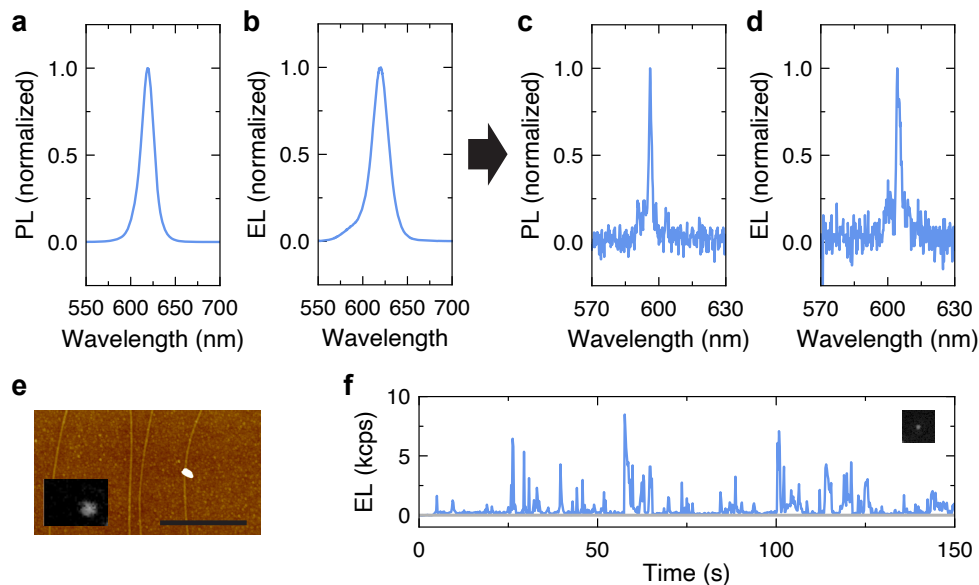 a
PL (normalized)
1.0
0.5
0.0
550 600 650 700
Wavelength (nm)
b
EL (normalized)
1.0
0.5
0.0
550 600 650 700
Wavelength
c
PL (normalized)
1.0
0.5
0.0
570 600 630
Wavelength (nm)
d
EL (normalized)
1.0
0.5
0.0
570 600 630
Wavelength (nm)
e
f
EL (kcps)
10
5
0
0 50 100 150
Time (s)